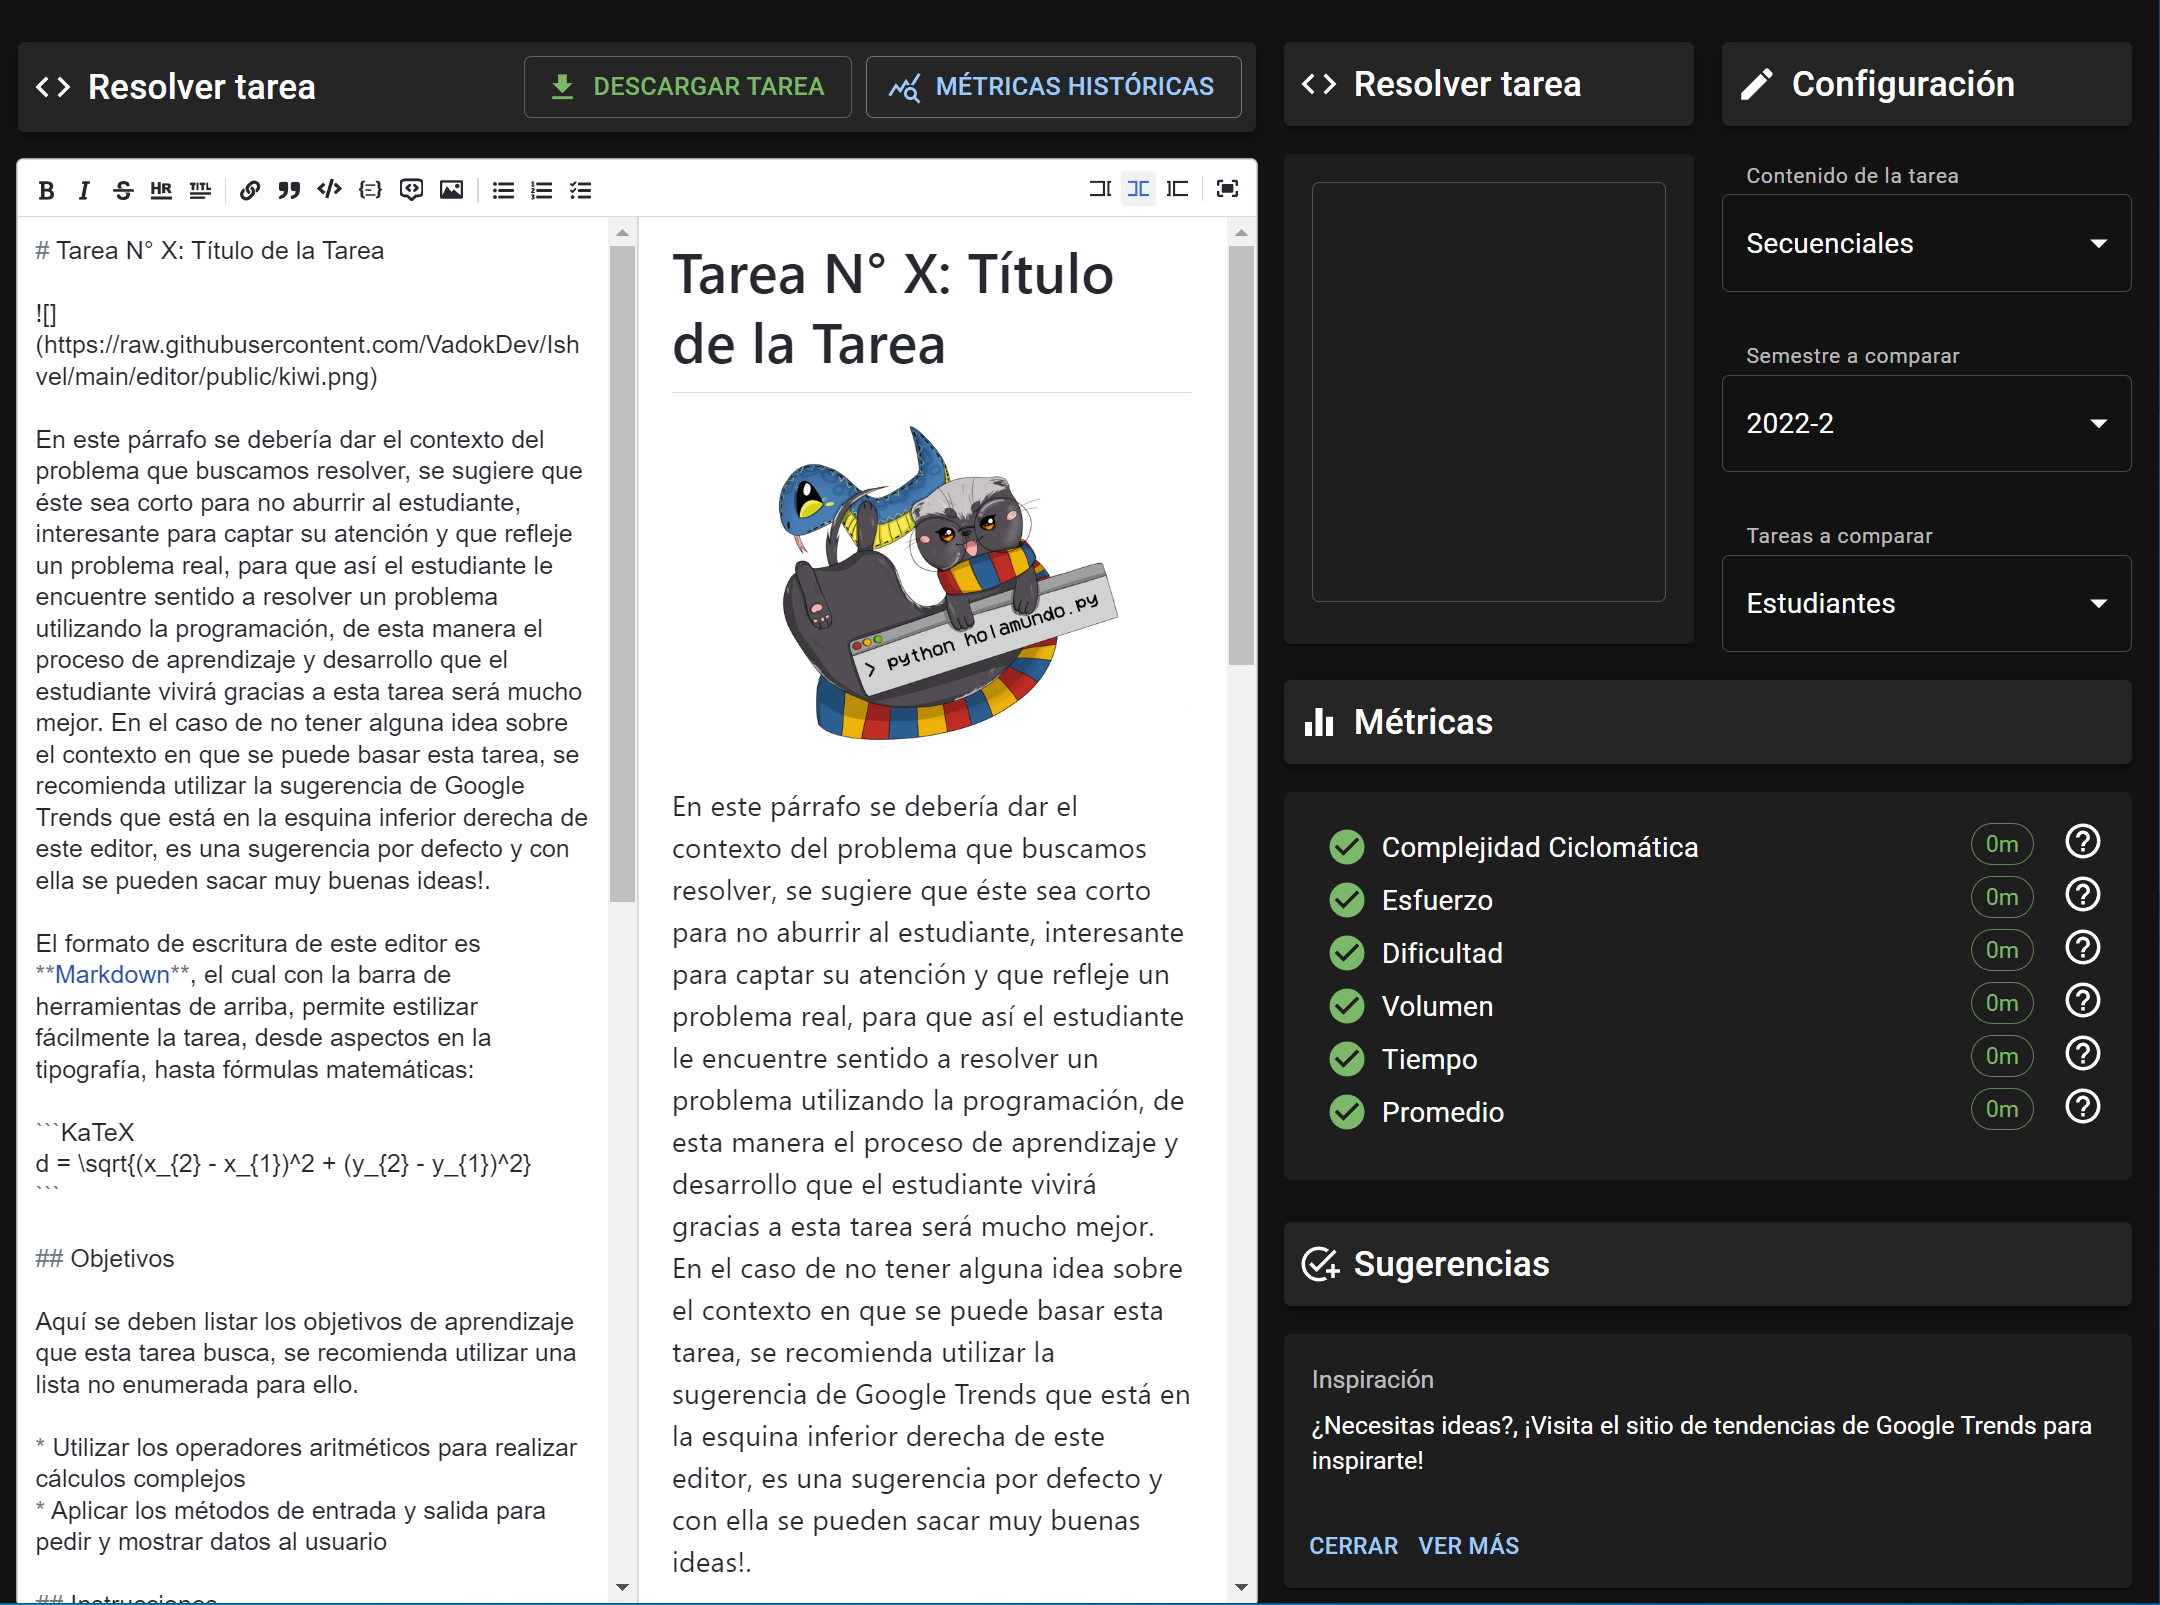 Resolver tarea
DESCARGAR TAREA
MÉTRICAS HISTÓRICAS
B I S HR TITL
# Tarea N° X: Título de la Tarea
![]
(https://raw.githubusercontent.com/VadokDev/Ish
vel/main/editor/public/kiwi.png)
En este párrafo se debería dar el contexto del
problema que buscamos resolver, se sugiere que
éste sea corto para no aburrir al estudiante,
interesante para captar su atención y que refleje
un problema real, para que así el estudiante le
encuentre sentido a resolver un problema
utilizando la programación, de esta manera el
proceso de aprendizaje y desarrollo que el
estudiante vivirá gracias a esta tarea será mucho
mejor. En el caso de no tener alguna idea sobre
el contexto en que se puede basar esta tarea, se
recomienda utilizar la sugerencia de Google
Trends que está en la esquina inferior derecha de
este editor, es una sugerencia por defecto y con
ella se pueden sacar muy buenas ideas!.
El formato de escritura de este editor es
**Markdown**, el cual con la barra de
herramientas de arriba, permite estilizar
fácilmente la tarea, desde aspectos en la
tipografía, hasta fórmulas matemáticas:
```KaTeX
d = \sqrt{(x_{2} - x_{1})^2 + (y_{2} - y_{1})^2}
```
## Objetivos
Aquí se deben listar los objetivos de aprendizaje
que esta tarea busca, se recomienda utilizar una
lista no enumerada para ello.
* Utilizar los operadores aritméticos para realizar
cálculos complejos
* Aplicar los métodos de entrada y salida para
pedir y mostrar datos al usuario
## Instrucciones
Tarea N° X: Título
de la Tarea
> python holamundo.py
En este párrafo se debería dar el
contexto del problema que buscamos
resolver, se sugiere que éste sea corto
para no aburrir al estudiante, interesante
para captar su atención y que refleje un
problema real, para que así el estudiante
le encuentre sentido a resolver un
problema utilizando la programación, de
esta manera el proceso de aprendizaje y
desarrollo que el estudiante vivirá
gracias a esta tarea será mucho mejor.
En el caso de no tener alguna idea sobre
el contexto en que se puede basar esta
tarea, se recomienda utilizar la
sugerencia de Google Trends que está en
la esquina inferior derecha de este
editor, es una sugerencia por defecto y
con ella se pueden sacar muy buenas
ideas!.
Resolver tarea
Configuración
Contenido de la tarea
Secuenciales
Semestre a comparar
2022-2
Tareas a comparar
Estudiantes
Métricas
Complejidad Ciclomática 0m
Esfuerzo 0m
Dificultad 0m
Volumen 0m
Tiempo 0m
Promedio 0m
Sugerencias
Inspiración
¿Necesitas ideas?, ¡Visita el sitio de tendencias de Google Trends para
inspirarte!
CERRAR VER MÁS